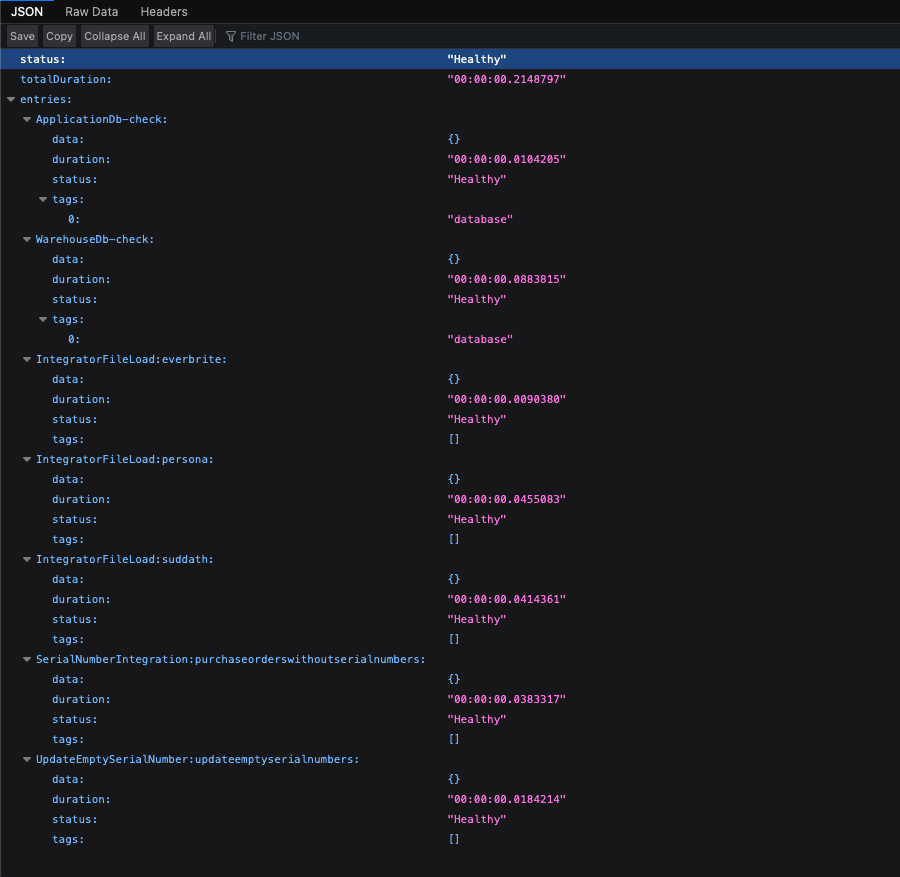 JSON Raw Data Headers
Save Copy Collapse All Expand All Filter JSON
status: "Healthy"
totalDuration: "00:00:00.2148797"
entries:
ApplicationDb-check:
data: {}
duration: "00:00:00.0104205"
status: "Healthy"
tags:
0: "database"
WarehouseDb-check:
data: {}
duration: "00:00:00.0883815"
status: "Healthy"
tags:
0: "database"
IntegratorFileLoad:everbrite:
data: {}
duration: "00:00:00.0090380"
status: "Healthy"
tags: []
IntegratorFileLoad:persona:
data: {}
duration: "00:00:00.0455083"
status: "Healthy"
tags: []
IntegratorFileLoad:suddath:
data: {}
duration: "00:00:00.0414361"
status: "Healthy"
tags: []
SerialNumberIntegration:purchaseorderswithoutserialnumbers:
data: {}
duration: "00:00:00.0383317"
status: "Healthy"
tags: []
UpdateEmptySerialNumber:updateemptyserialnumbers:
data: {}
duration: "00:00:00.0184214"
status: "Healthy"
tags: []